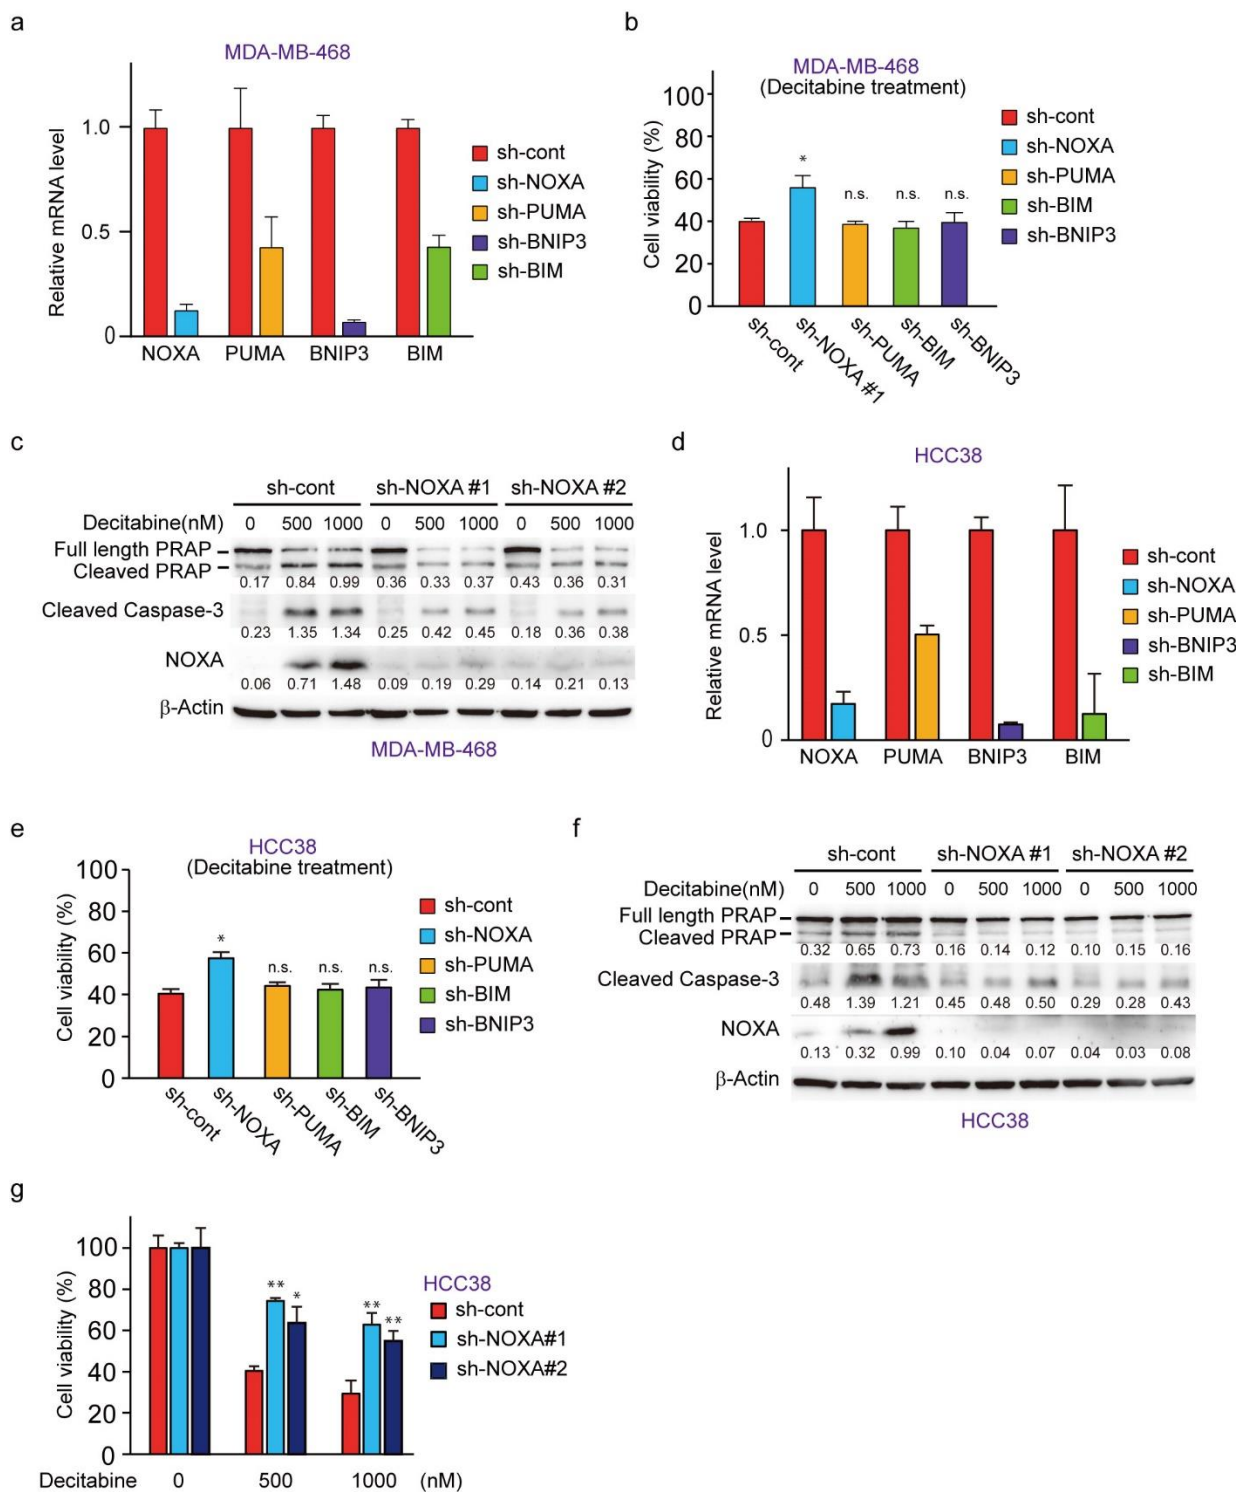 a
MDA-MB-468
Relative mRNA level
1.0
0.5
0
NOXA PUMA BNIP3 BIM
sh-cont
sh-NOXA
sh-PUMA
sh-BNIP3
sh-BIM
b
MDA-MB-468
(Decitabine treatment)
Cell viability (%)
100
80
60
40
20
0
* n.s. n.s. n.s.
sh-cont sh-NOXA #1 sh-PUMA sh-BIM sh-BNIP3
sh-cont
sh-NOXA
sh-PUMA
sh-BIM
sh-BNIP3
c
sh-cont sh-NOXA #1 sh-NOXA #2
Decitabine(nM) 0 500 1000 0 500 1000 0 500 1000
Full length PRAP
Cleaved PRAP
0.17 0.84 0.99 0.36 0.33 0.37 0.43 0.36 0.31
Cleaved Caspase-3
0.23 1.35 1.34 0.25 0.42 0.45 0.18 0.36 0.38
NOXA
0.06 0.71 1.48 0.09 0.19 0.29 0.14 0.21 0.13
β-Actin
MDA-MB-468
d
HCC38
Relative mRNA level
1.0
0.5
0
NOXA PUMA BNIP3 BIM
sh-cont
sh-NOXA
sh-PUMA
sh-BNIP3
sh-BIM
e
HCC38
(Decitabine treatment)
Cell viability (%)
100
80
60
40
20
0
* n.s. n.s. n.s.
sh-cont sh-NOXA sh-PUMA sh-BIM sh-BNIP3
sh-cont
sh-NOXA
sh-PUMA
sh-BIM
sh-BNIP3
f
sh-cont sh-NOXA #1 sh-NOXA #2
Decitabine(nM) 0 500 1000 0 500 1000 0 500 1000
Full length PRAP
Cleaved PRAP
0.32 0.65 0.73 0.16 0.14 0.12 0.10 0.15 0.16
Cleaved Caspase-3
0.48 1.39 1.21 0.45 0.48 0.50 0.29 0.28 0.43
NOXA
0.13 0.32 0.99 0.10 0.04 0.07 0.04 0.03 0.08
β-Actin
HCC38
g
Cell viability (%)
100
80
60
40
20
0
** * ** **
Decitabine 0 500 1000 (nM)
HCC38
sh-cont
sh-NOXA#1
sh-NOXA#2